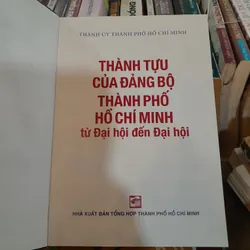 THÀNH ỦY THÀNH PHỐ HỒ CHÍ MINH
THÀNH TỰU
CỦA ĐẢNG BỘ
THÀNH PHỐ
HỒ CHÍ MINH
từ Đại hội đến Đại hội
NHÀ XUẤT BẢN TỔNG HỢP THÀNH PHỐ HỒ CHÍ MINH